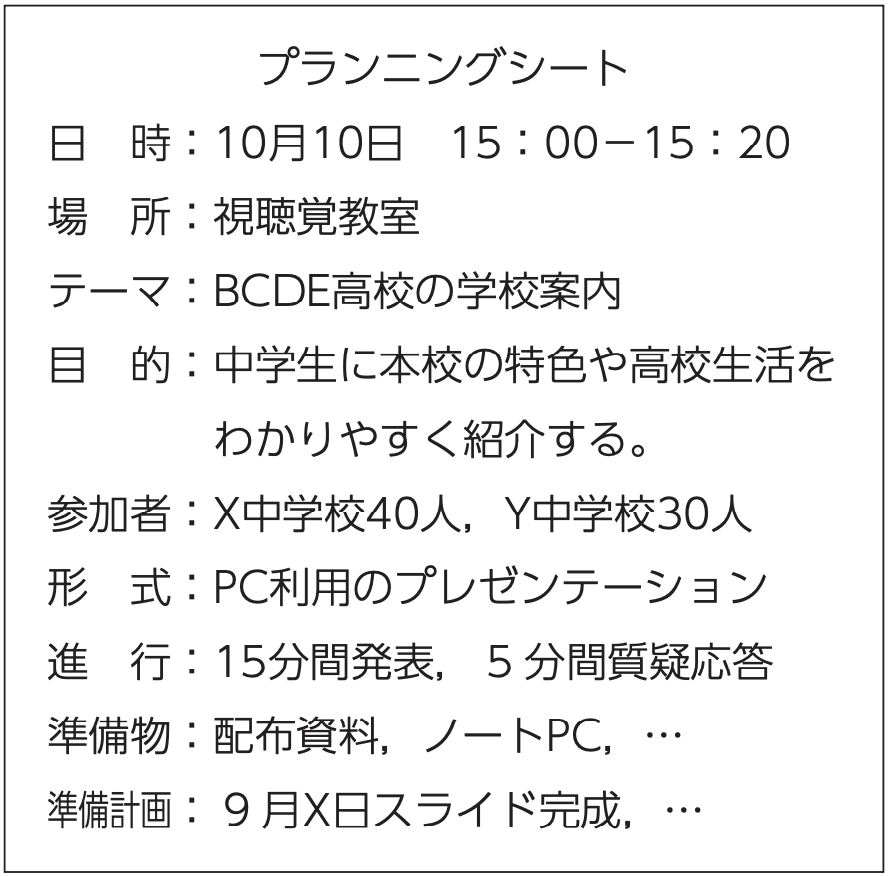 プランニングシート
日　時：10月10日　15：00－15：20
場　所：視聴覚教室
テーマ：BCDE高校の学校案内
目　的：中学生に本校の特色や高校生活を
わかりやすく紹介する。
参加者：X中学校40人，Y中学校30人
形　式：PC利用のプレゼンテーション
進　行：15分間発表，５分間質疑応答
準備物：配布資料，ノートPC，…
準備計画：９月X日スライド完成，…